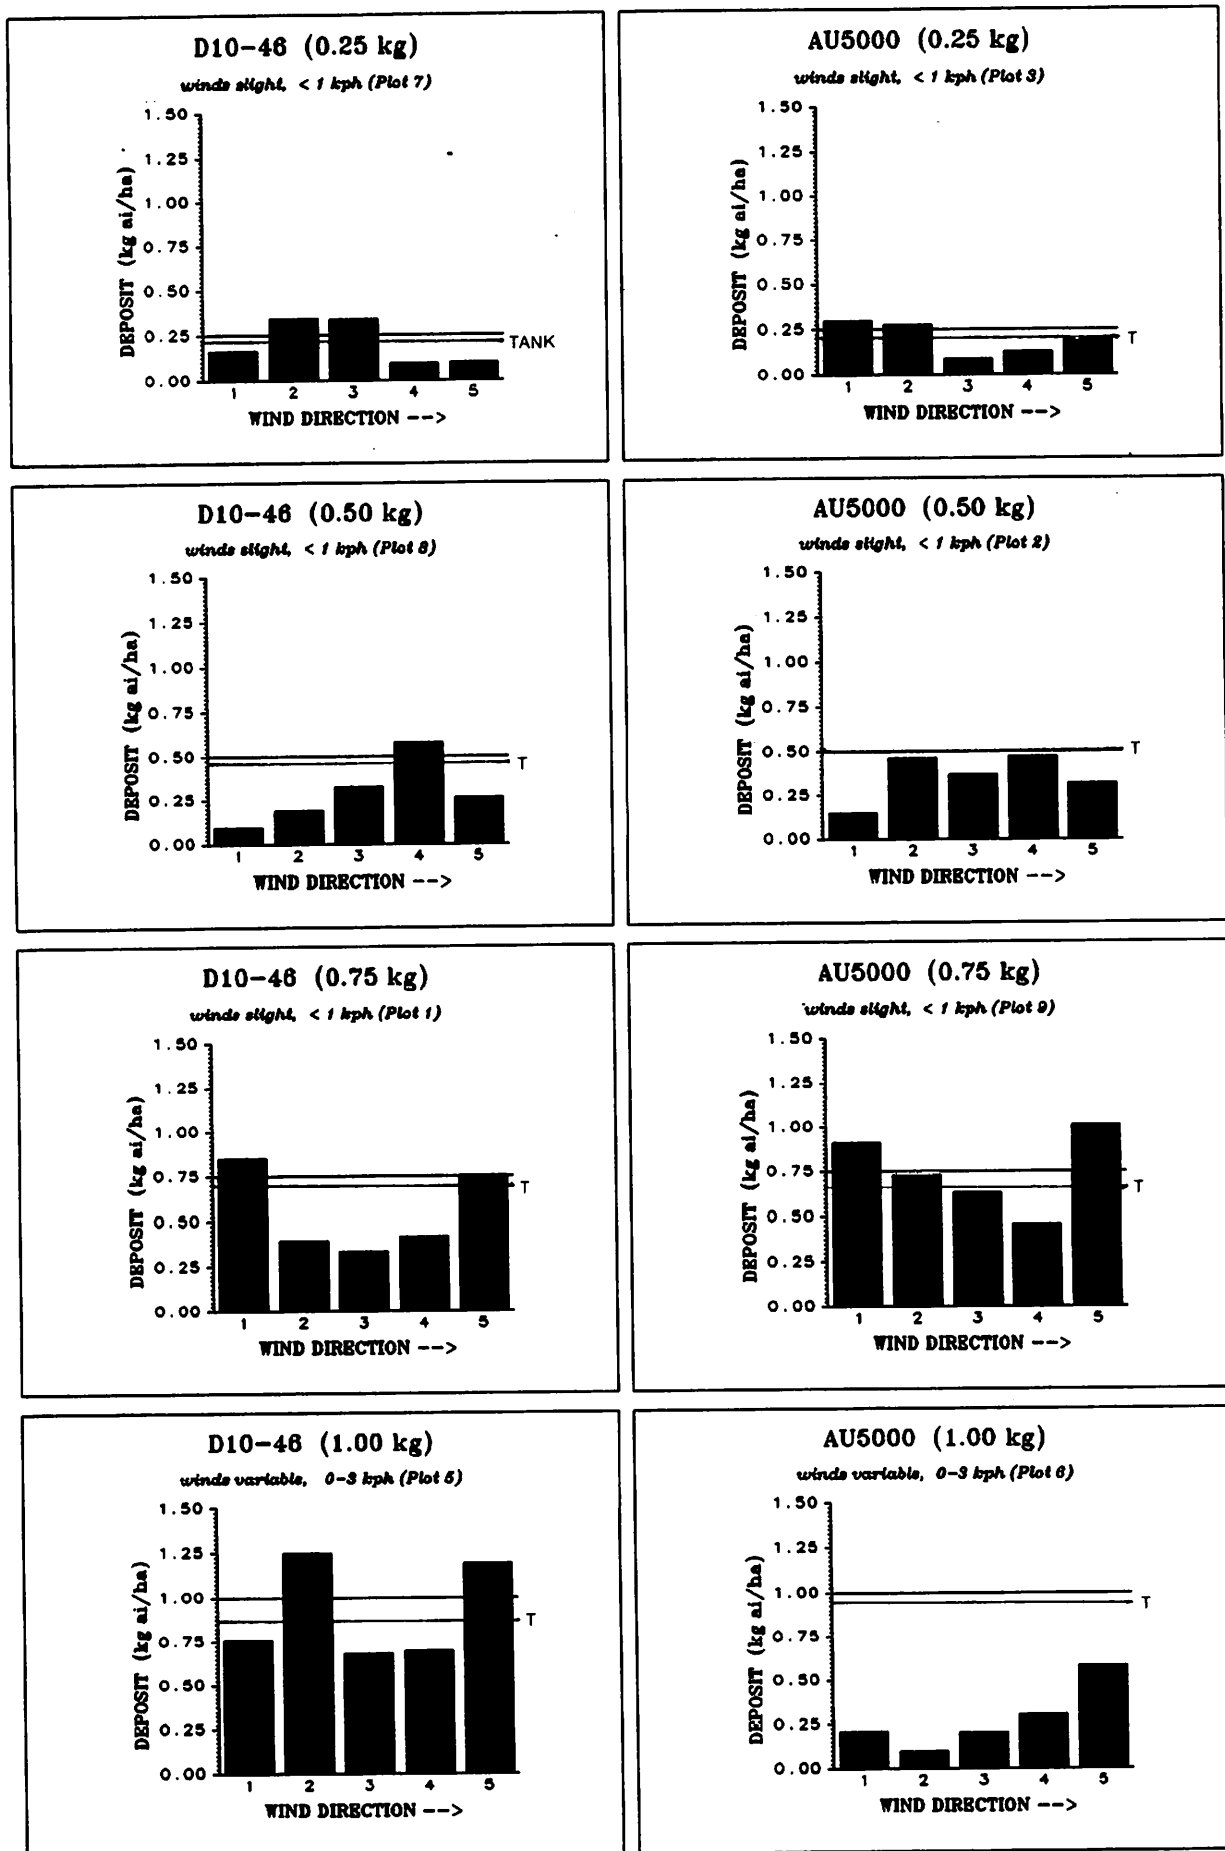 D10-46 (0.25 kg)
winds slight, < 1 kph (Plot 7)
1.50
1.25
1.00
0.75
0.50
0.25
0.00
DEPOSIT (kg ai/ha)
TANK
1 2 3 4 5
WIND DIRECTION -->
AU5000 (0.25 kg)
winds slight, < 1 kph (Plot 3)
1.50
1.25
1.00
0.75
0.50
0.25
0.00
DEPOSIT (kg ai/ha)
T
1 2 3 4 5
WIND DIRECTION -->
D10-46 (0.50 kg)
winds slight, < 1 kph (Plot 8)
1.50
1.25
1.00
0.75
0.50
0.25
0.00
DEPOSIT (kg ai/ha)
T
1 2 3 4 5
WIND DIRECTION -->
AU5000 (0.50 kg)
winds slight, < 1 kph (Plot 2)
1.50
1.25
1.00
0.75
0.50
0.25
0.00
DEPOSIT (kg ai/ha)
T
1 2 3 4 5
WIND DIRECTION -->
D10-46 (0.75 kg)
winds slight, < 1 kph (Plot 1)
1.50
1.25
1.00
0.75
0.50
0.25
0.00
DEPOSIT (kg ai/ha)
T
1 2 3 4 5
WIND DIRECTION -->
AU5000 (0.75 kg)
winds slight, < 1 kph (Plot 9)
1.50
1.25
1.00
0.75
0.50
0.25
0.00
DEPOSIT (kg ai/ha)
T
1 2 3 4 5
WIND DIRECTION -->
D10-46 (1.00 kg)
winds variable, 0-3 kph (Plot 5)
1.50
1.25
1.00
0.75
0.50
0.25
0.00
DEPOSIT (kg ai/ha)
T
1 2 3 4 5
WIND DIRECTION -->
AU5000 (1.00 kg)
winds variable, 0-3 kph (Plot 6)
1.50
1.25
1.00
0.75
0.50
0.25
0.00
DEPOSIT (kg ai/ha)
T
1 2 3 4 5
WIND DIRECTION -->